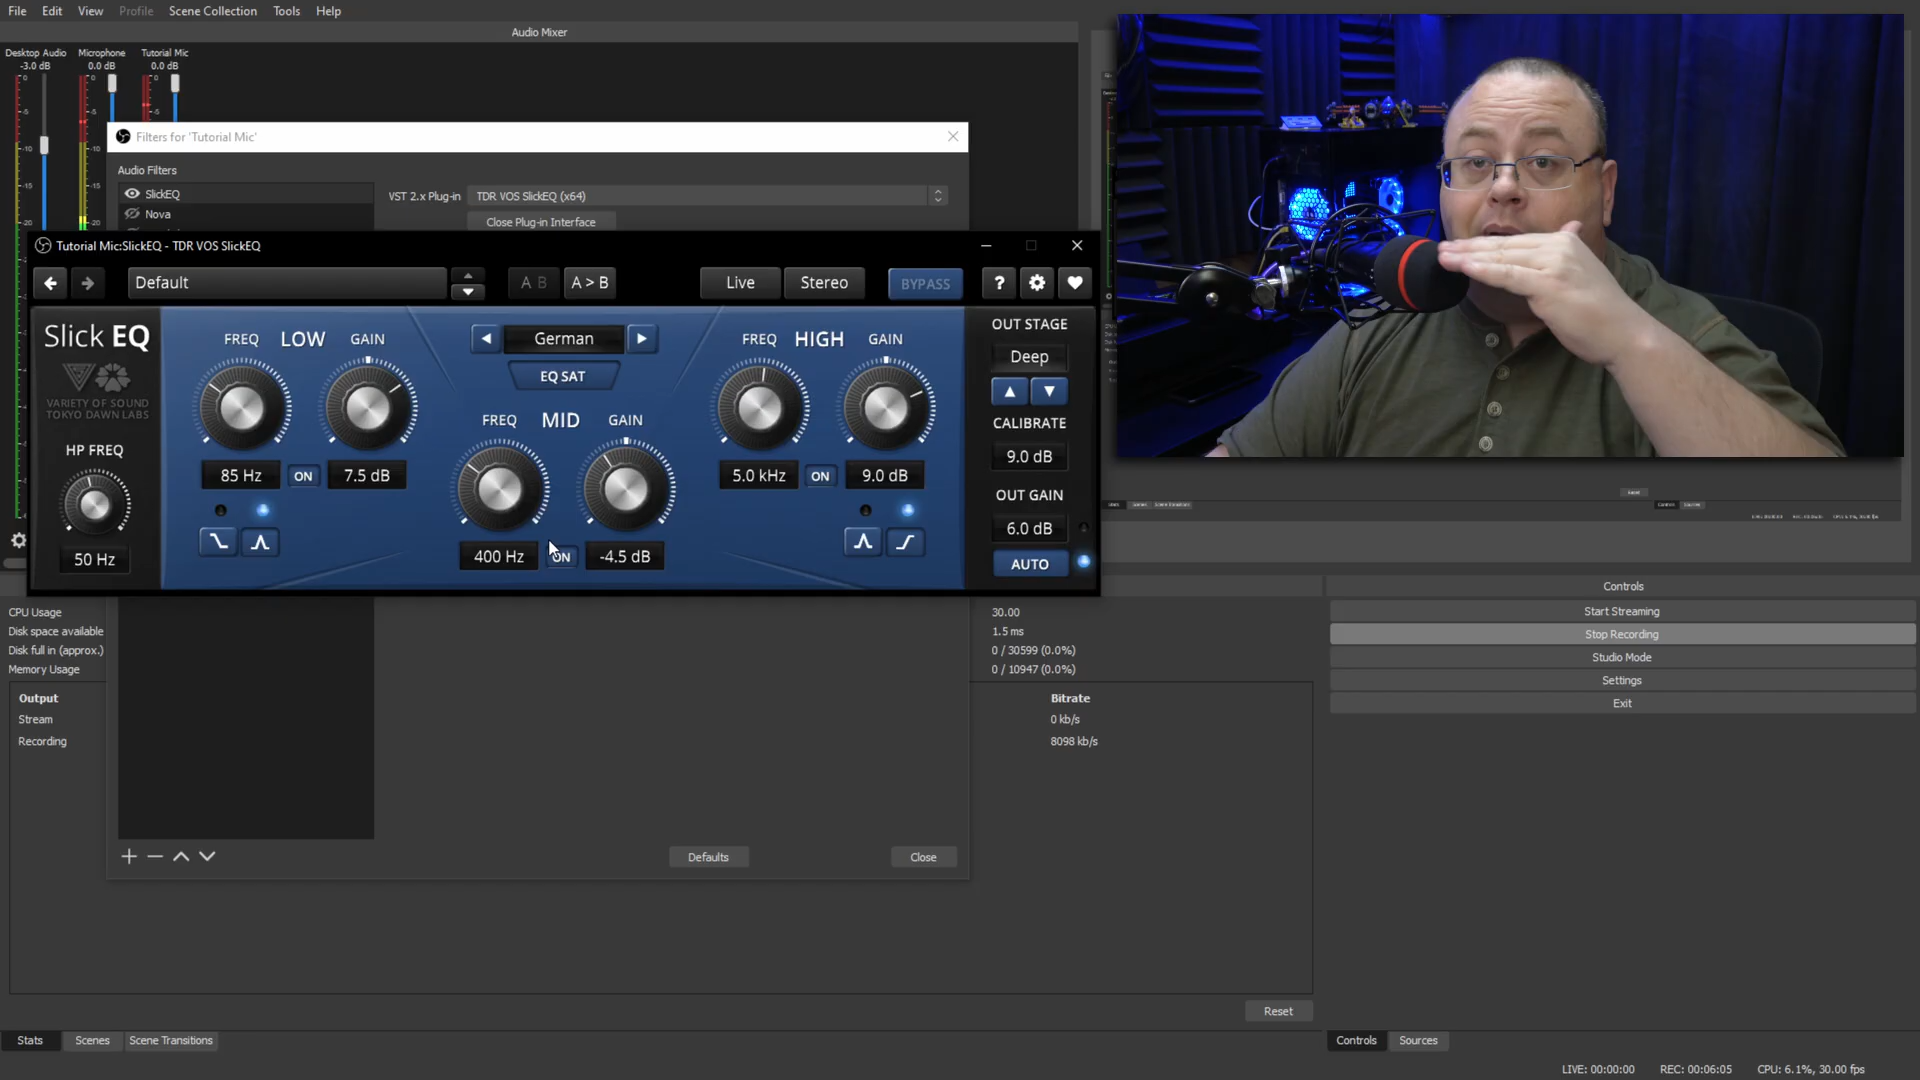 File Edit View Profile Scene Collection Tools Help
Audio Mixer
Desktop Audio Microphone Tutorial Mic
-3.0 dB 0.0 dB 0.0 dB
Filters for 'Tutorial Mic'
Audio Filters
SlickEQ
Nova
VST 2.x Plug-in TDR VOS SlickEQ (x64)
Close Plug-in Interface
Tutorial Mic:SlickEQ - TDR VOS SlickEQ
Default A B A > B Live Stereo BYPASS ?
Slick EQ
VARIETY OF SOUND
TOKYO DAWN LABS
HP FREQ
50 Hz
FREQ LOW GAIN
85 Hz ON 7.5 dB
German
EQ SAT
FREQ MID GAIN
400 Hz ON -4.5 dB
FREQ HIGH GAIN
5.0 kHz ON 9.0 dB
OUT STAGE
Deep
CALIBRATE
9.0 dB
OUT GAIN
6.0 dB
AUTO
CPU Usage
Disk space available
Disk full in (approx.)
Memory Usage
30.00
1.5 ms
0 / 30599 (0.0%)
0 / 10947 (0.0%)
Output Bitrate
Stream 0 kb/s
Recording 8098 kb/s
Defaults Close
Reset
Stats Scenes Scene Transitions
Controls
Start Streaming
Stop Recording
Studio Mode
Settings
Exit
Controls Sources
LIVE: 00:00:00 REC: 00:06:05 CPU: 6.1%, 30.00 fps